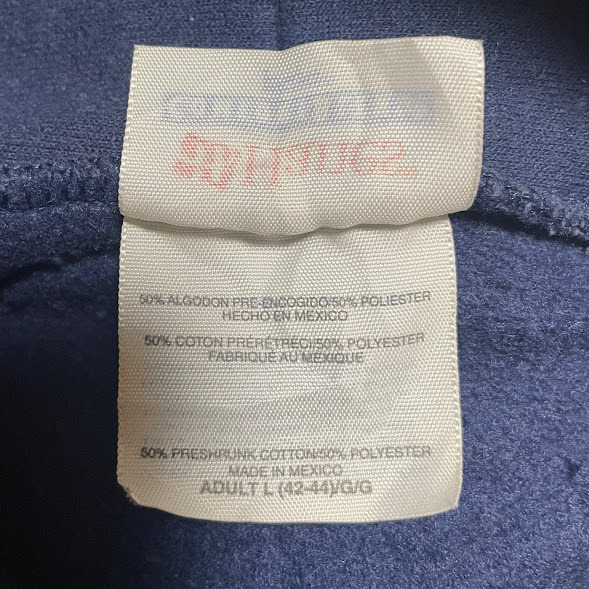 50% ALGODON PRE-ENCOGIDO/50% POLIESTER
HECHO EN MEXICO
50% COTON PRÉRÉTRECI/50% POLYESTER
FABRIQUÉ AU MEXIQUE
50% PRESHRUNK COTTON/50% POLYESTER
MADE IN MEXICO
ADULT L (42-44)/G/G